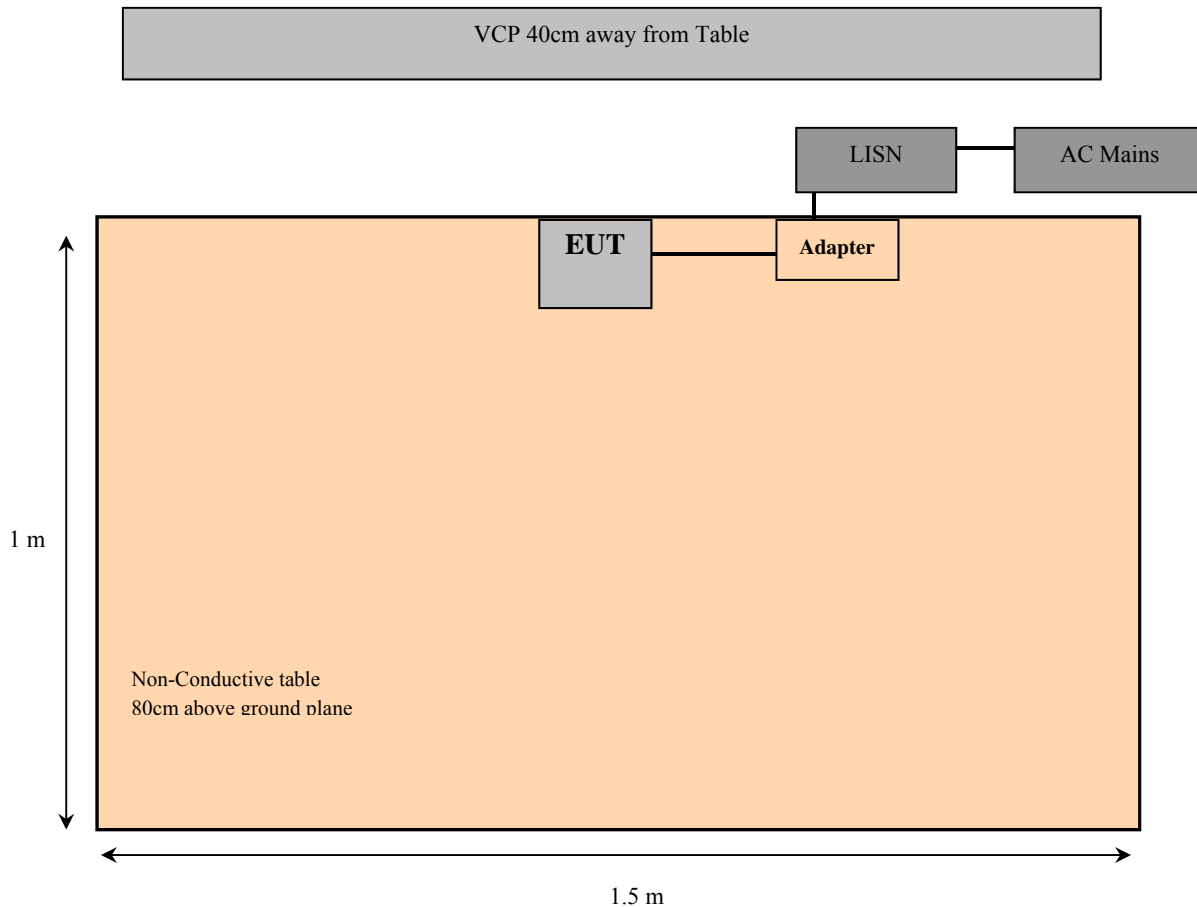 VCP 40cm away from Table
LISN
AC Mains
EUT
Adapter
1 m
Non-Conductive table
80cm above ground plane
1.5 m